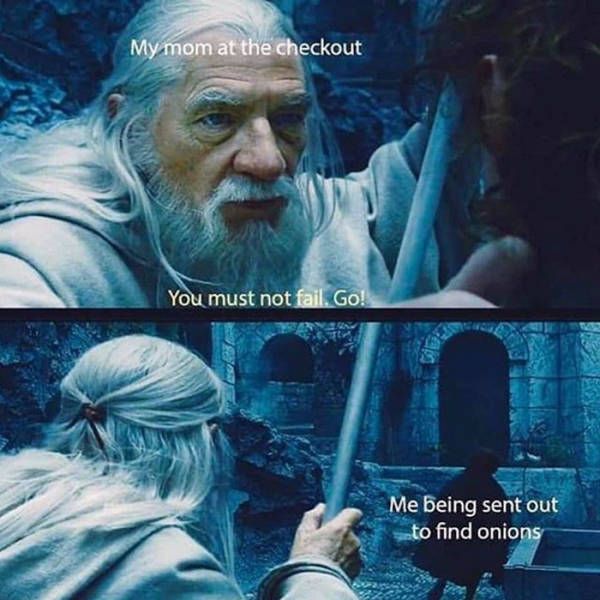 My mom at the checkout
You must not fail. Go!
Me being sent out
to find onions